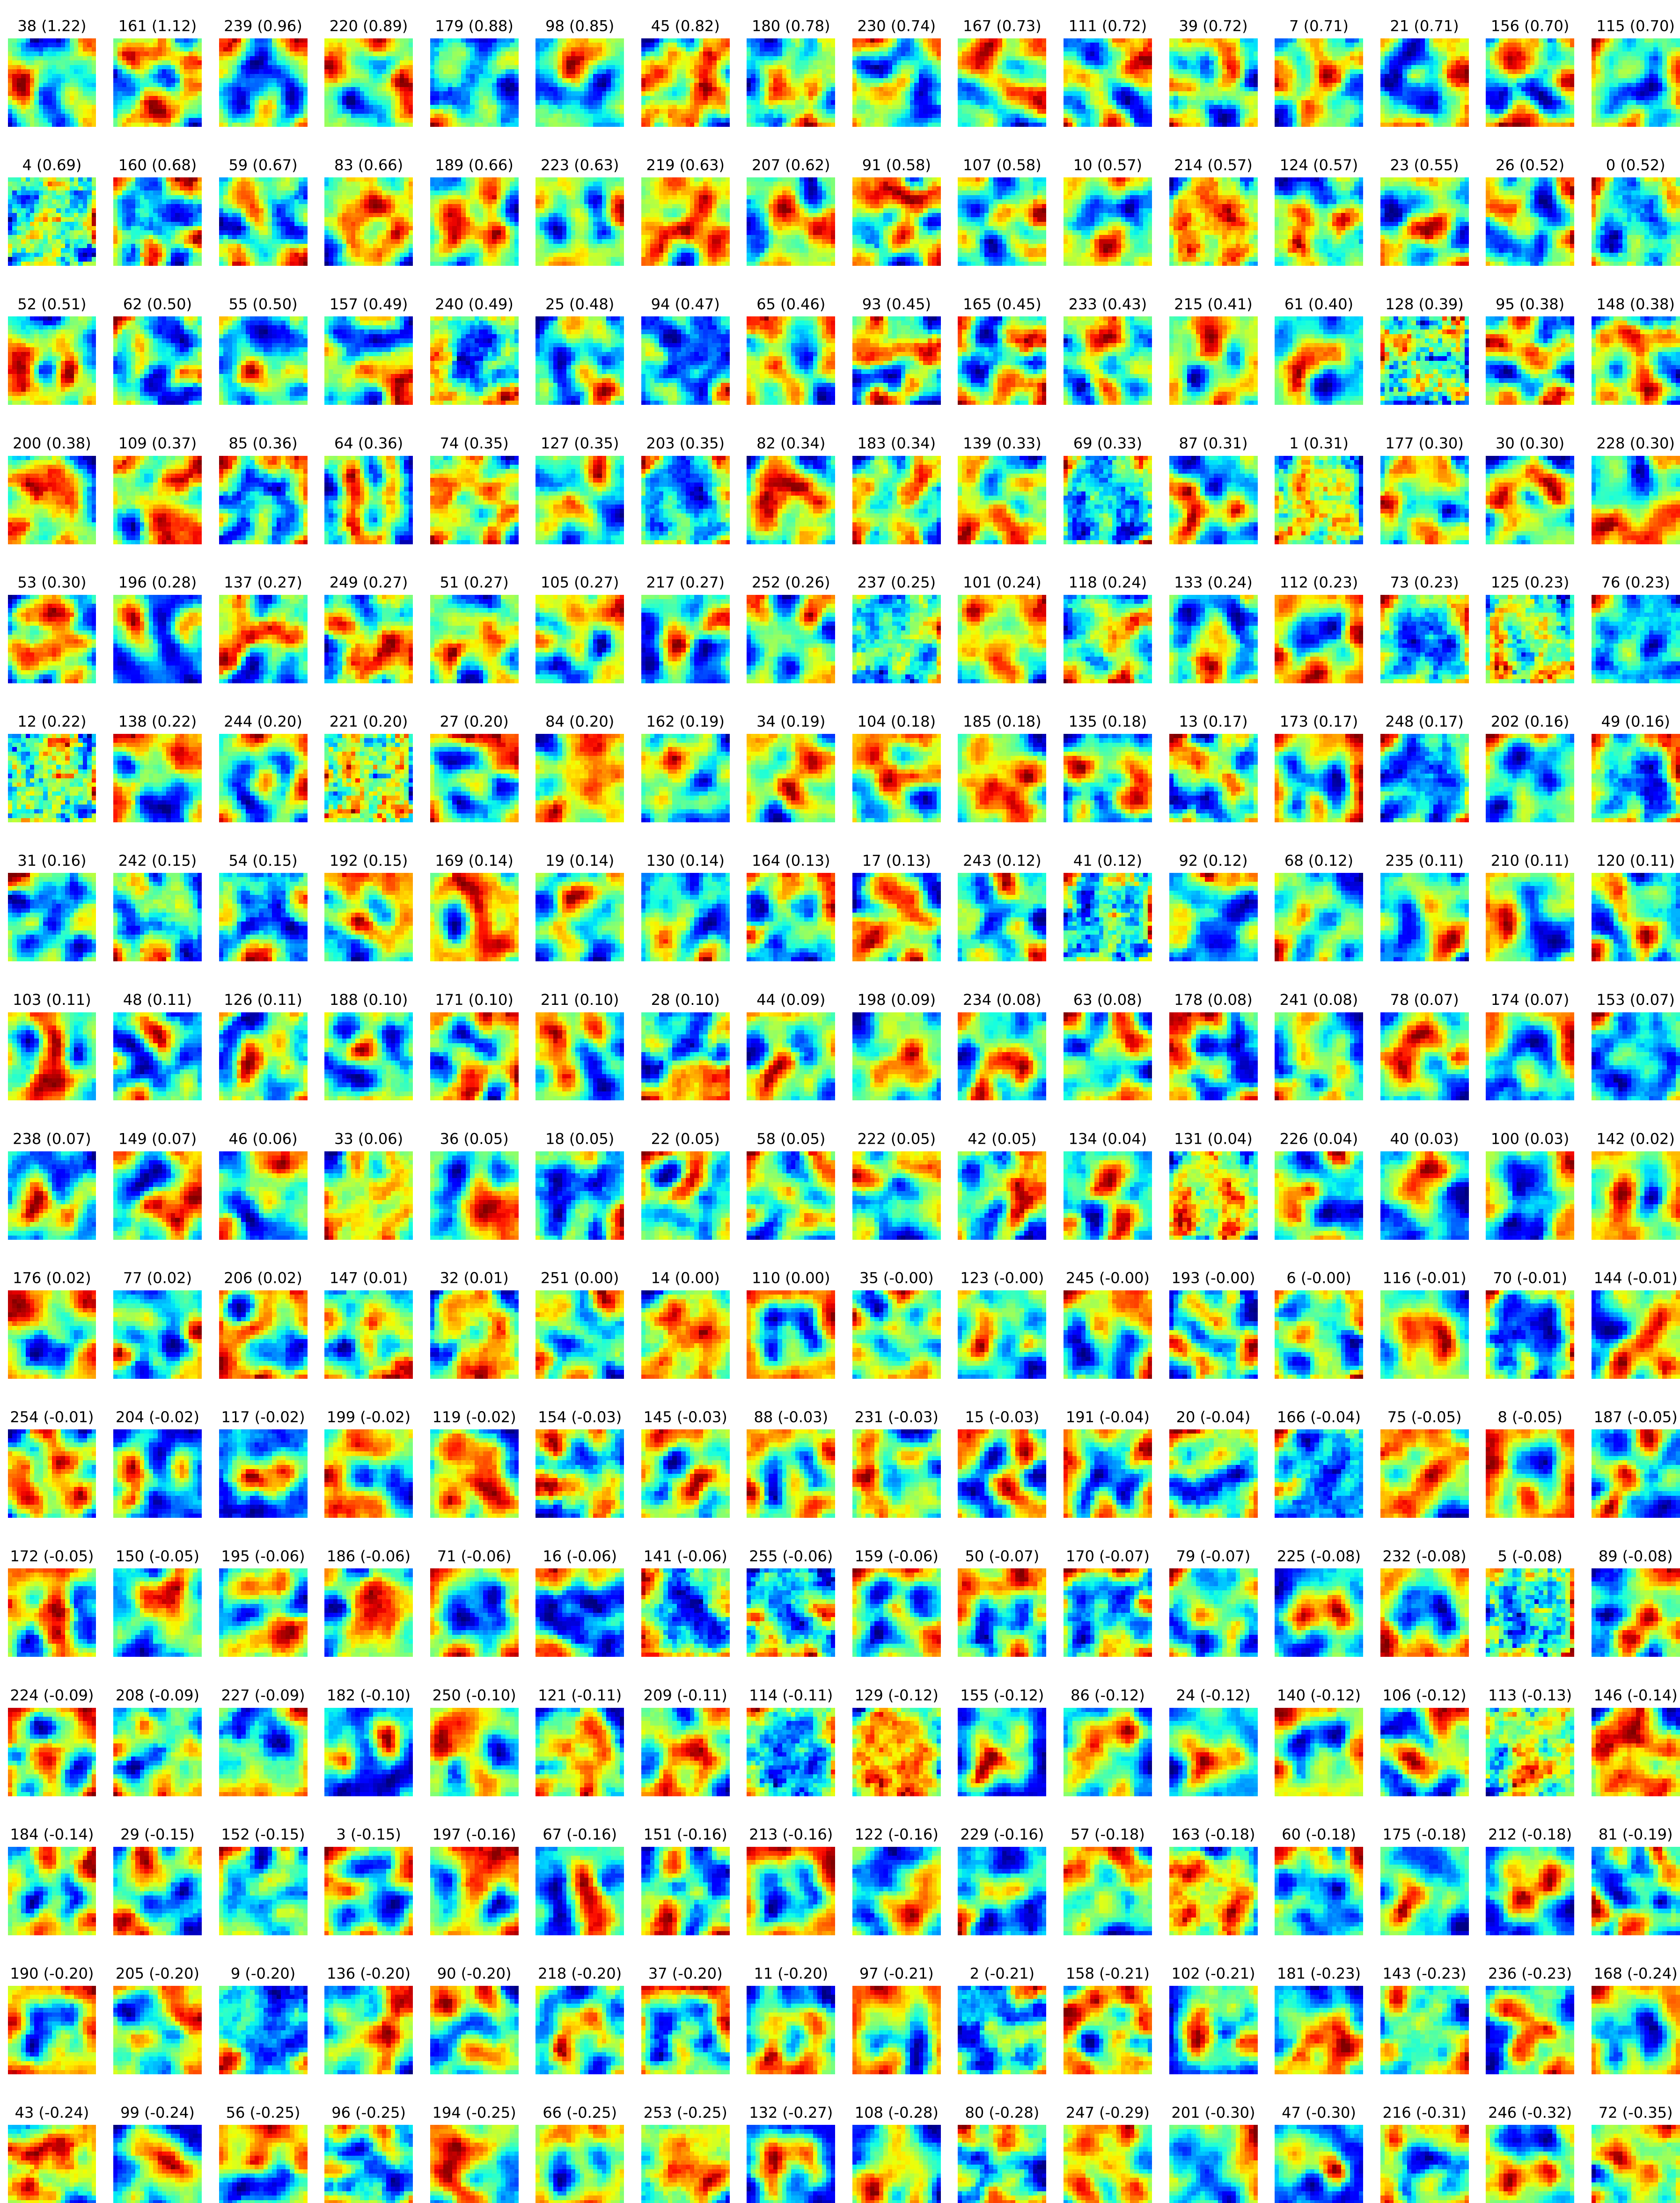 38 (1.22) 161 (1.12) 239 (0.96) 220 (0.89) 179 (0.88) 98 (0.85) 45 (0.82) 180 (0.78) 230 (0.74) 167 (0.73) 111 (0.72) 39 (0.72) 7 (0.71) 21 (0.71) 156 (0.70) 115 (0.70)
4 (0.69) 160 (0.68) 59 (0.67) 83 (0.66) 189 (0.66) 223 (0.63) 219 (0.63) 207 (0.62) 91 (0.58) 107 (0.58) 10 (0.57) 214 (0.57) 124 (0.57) 23 (0.55) 26 (0.52) 0 (0.52)
52 (0.51) 62 (0.50) 55 (0.50) 157 (0.49) 240 (0.49) 25 (0.48) 94 (0.47) 65 (0.46) 93 (0.45) 165 (0.45) 233 (0.43) 215 (0.41) 61 (0.40) 128 (0.39) 95 (0.38) 148 (0.38)
200 (0.38) 109 (0.37) 85 (0.36) 64 (0.36) 74 (0.35) 127 (0.35) 203 (0.35) 82 (0.34) 183 (0.34) 139 (0.33) 69 (0.33) 87 (0.31) 1 (0.31) 177 (0.30) 30 (0.30) 228 (0.30)
53 (0.30) 196 (0.28) 137 (0.27) 249 (0.27) 51 (0.27) 105 (0.27) 217 (0.27) 252 (0.26) 237 (0.25) 101 (0.24) 118 (0.24) 133 (0.24) 112 (0.23) 73 (0.23) 125 (0.23) 76 (0.23)
12 (0.22) 138 (0.22) 244 (0.20) 221 (0.20) 27 (0.20) 84 (0.20) 162 (0.19) 34 (0.19) 104 (0.18) 185 (0.18) 135 (0.18) 13 (0.17) 173 (0.17) 248 (0.17) 202 (0.16) 49 (0.16)
31 (0.16) 242 (0.15) 54 (0.15) 192 (0.15) 169 (0.14) 19 (0.14) 130 (0.14) 164 (0.13) 17 (0.13) 243 (0.12) 41 (0.12) 92 (0.12) 68 (0.12) 235 (0.11) 210 (0.11) 120 (0.11)
103 (0.11) 48 (0.11) 126 (0.11) 188 (0.10) 171 (0.10) 211 (0.10) 28 (0.10) 44 (0.09) 198 (0.09) 234 (0.08) 63 (0.08) 178 (0.08) 241 (0.08) 78 (0.07) 174 (0.07) 153 (0.07)
238 (0.07) 149 (0.07) 46 (0.06) 33 (0.06) 36 (0.05) 18 (0.05) 22 (0.05) 58 (0.05) 222 (0.05) 42 (0.05) 134 (0.04) 131 (0.04) 226 (0.04) 40 (0.03) 100 (0.03) 142 (0.02)
176 (0.02) 77 (0.02) 206 (0.02) 147 (0.01) 32 (0.01) 251 (0.00) 14 (0.00) 110 (0.00) 35 (-0.00) 123 (-0.00) 245 (-0.00) 193 (-0.00) 6 (-0.00) 116 (-0.01) 70 (-0.01) 144 (-0.01)
254 (-0.01) 204 (-0.02) 117 (-0.02) 199 (-0.02) 119 (-0.02) 154 (-0.03) 145 (-0.03) 88 (-0.03) 231 (-0.03) 15 (-0.03) 191 (-0.04) 20 (-0.04) 166 (-0.04) 75 (-0.05) 8 (-0.05) 187 (-0.05)
172 (-0.05) 150 (-0.05) 195 (-0.06) 186 (-0.06) 71 (-0.06) 16 (-0.06) 141 (-0.06) 255 (-0.06) 159 (-0.06) 50 (-0.07) 170 (-0.07) 79 (-0.07) 225 (-0.08) 232 (-0.08) 5 (-0.08) 89 (-0.08)
224 (-0.09) 208 (-0.09) 227 (-0.09) 182 (-0.10) 250 (-0.10) 121 (-0.11) 209 (-0.11) 114 (-0.11) 129 (-0.12) 155 (-0.12) 86 (-0.12) 24 (-0.12) 140 (-0.12) 106 (-0.12) 113 (-0.13) 146 (-0.14)
184 (-0.14) 29 (-0.15) 152 (-0.15) 3 (-0.15) 197 (-0.16) 67 (-0.16) 151 (-0.16) 213 (-0.16) 122 (-0.16) 229 (-0.16) 57 (-0.18) 163 (-0.18) 60 (-0.18) 175 (-0.18) 212 (-0.18) 81 (-0.19)
190 (-0.20) 205 (-0.20) 9 (-0.20) 136 (-0.20) 90 (-0.20) 218 (-0.20) 37 (-0.20) 11 (-0.20) 97 (-0.21) 2 (-0.21) 158 (-0.21) 102 (-0.21) 181 (-0.23) 143 (-0.23) 236 (-0.23) 168 (-0.24)
43 (-0.24) 99 (-0.24) 56 (-0.25) 96 (-0.25) 194 (-0.25) 66 (-0.25) 253 (-0.25) 132 (-0.27) 108 (-0.28) 80 (-0.28) 247 (-0.29) 201 (-0.30) 47 (-0.30) 216 (-0.31) 246 (-0.32) 72 (-0.35)